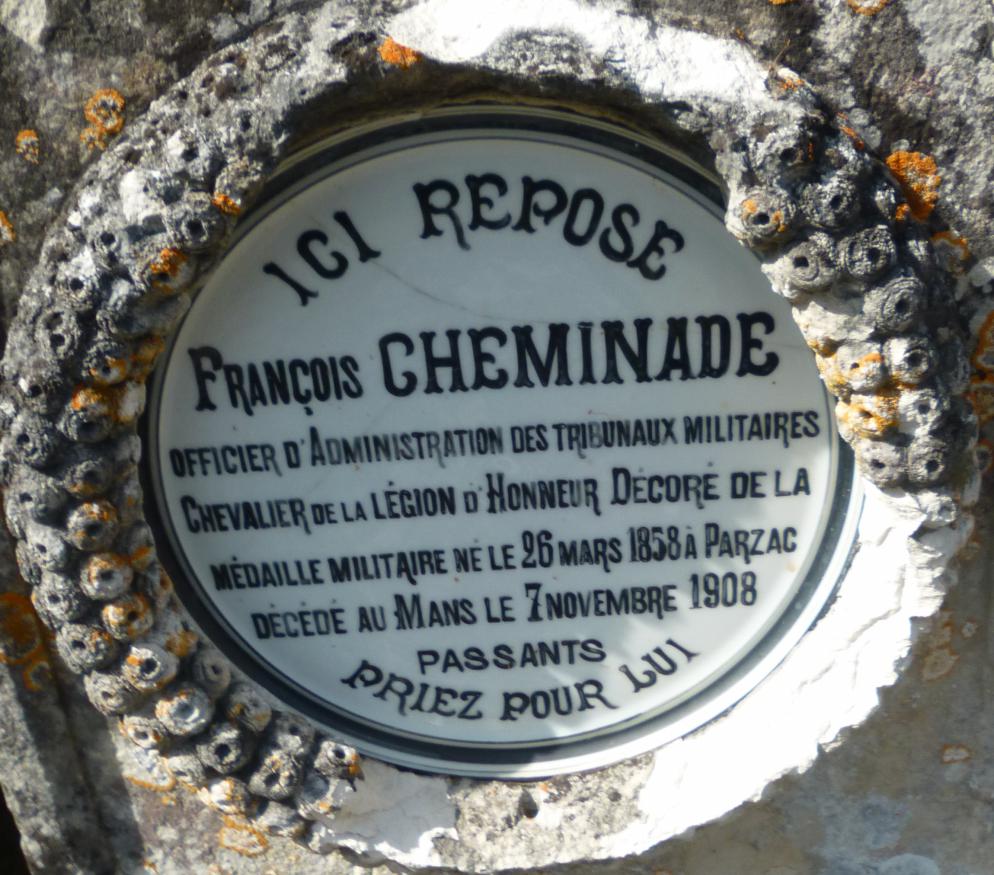 ICI REPOSE
FRANÇOIS CHEMINADE
OFFICIER D'ADMINISTRATION DES TRIBUNAUX MILITAIRES
CHEVALIER DE LA LÉGION D'HONNEUR DÉCORÉ DE LA
MÉDAILLE MILITAIRE NÉ LE 26 MARS 1858 À PARZAC
DÉCÉDÉ AU MANS LE 7 NOVEMBRE 1908
PASSANTS
PRIEZ POUR LUI